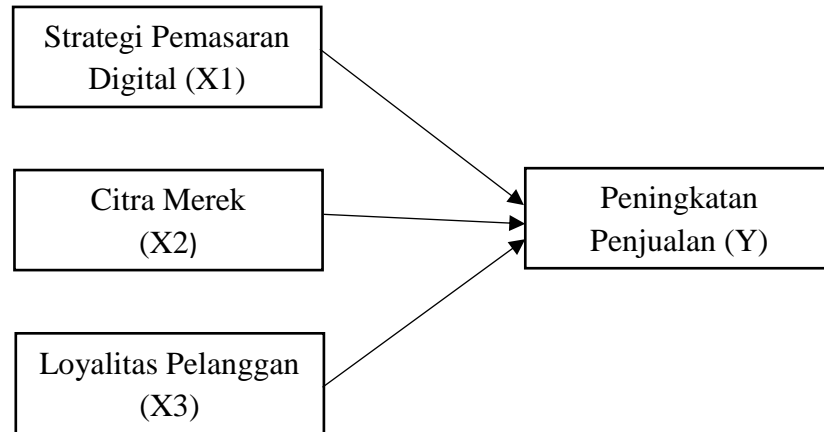 Strategi Pemasaran
Digital (X1)
Citra Merek
(X2)
Peningkatan
Penjualan (Y)
Loyalitas Pelanggan
(X3)